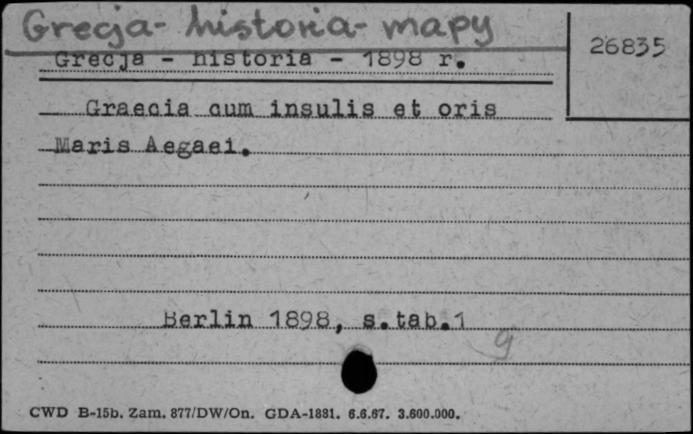 Grecja - historia - mapy
26835
Grecja - historia - 1898 r.
Graecia cum insulis et oris
Maris Aegaei.
Berlin 1898, s.tab.1
g
CWD B-15b. Zam. 877/DW/On. GDA-1881. 6.6.67. 3.600.000.